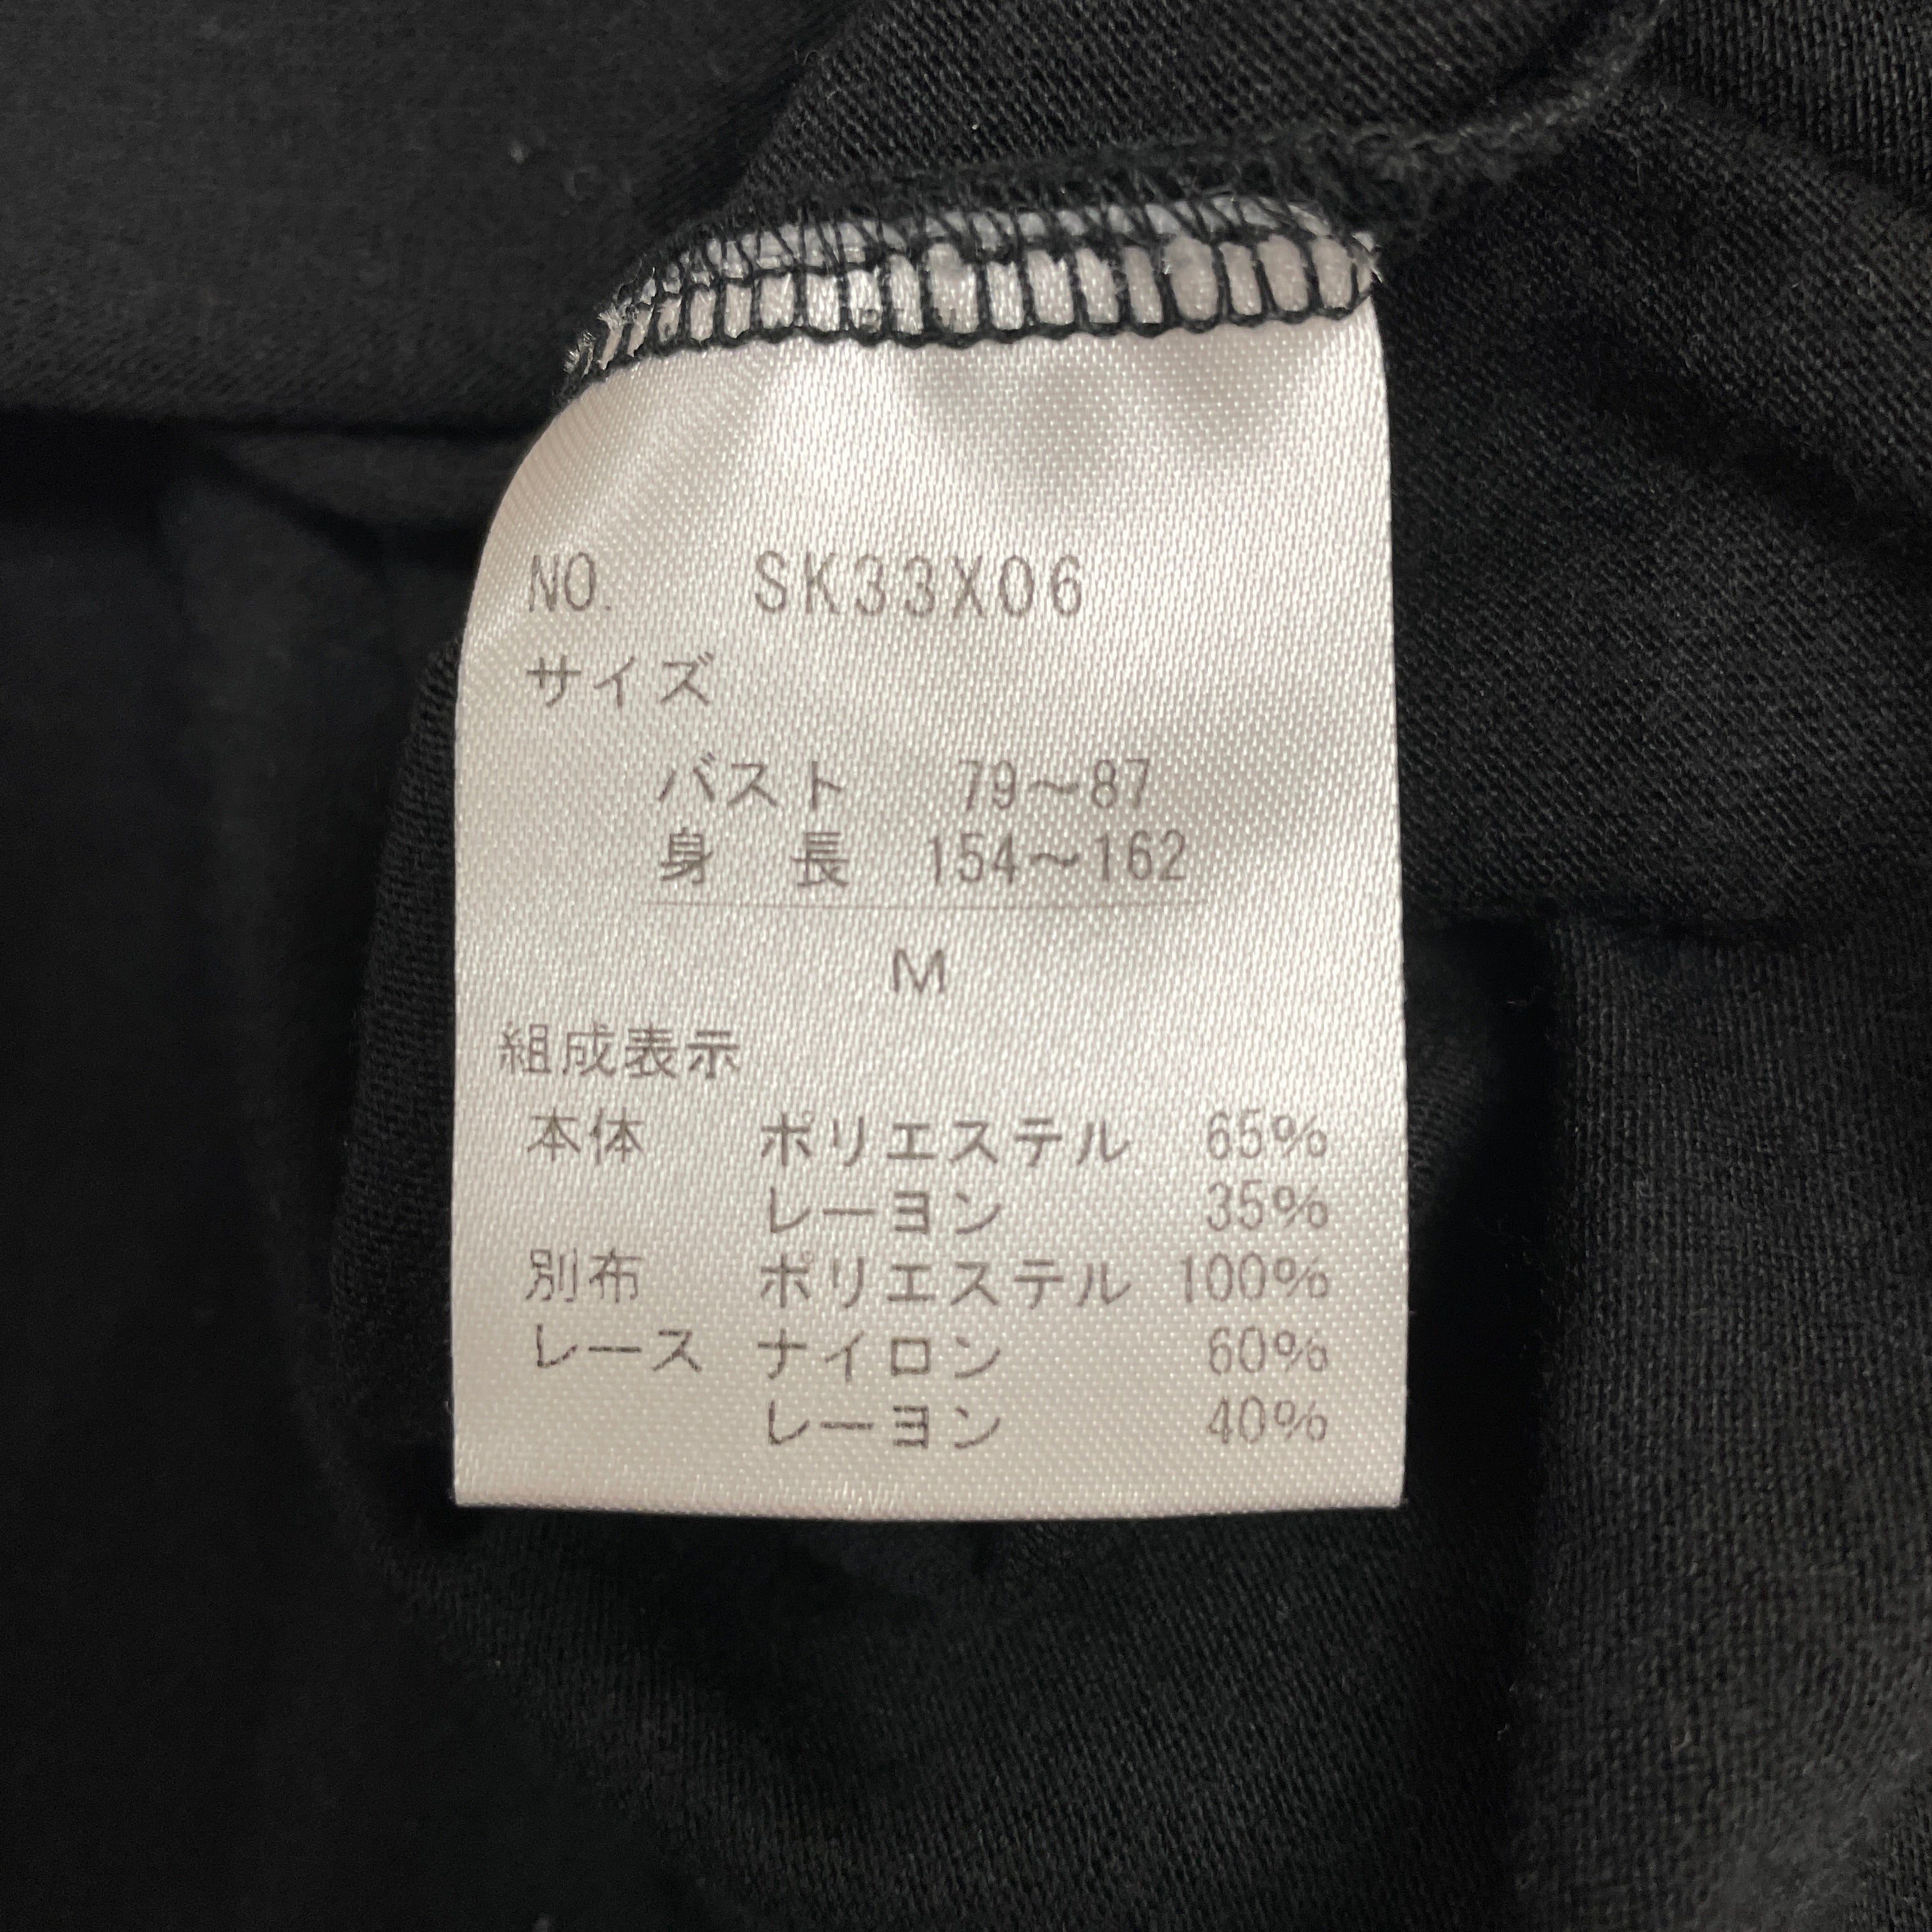 NO. SK33X06
サイズ
バスト 79～87
身 長 154～162
M
組成表示
本体 ポリエステル 65%
レーヨン 35%
別布 ポリエステル 100%
レース ナイロン 60%
レーヨン 40%